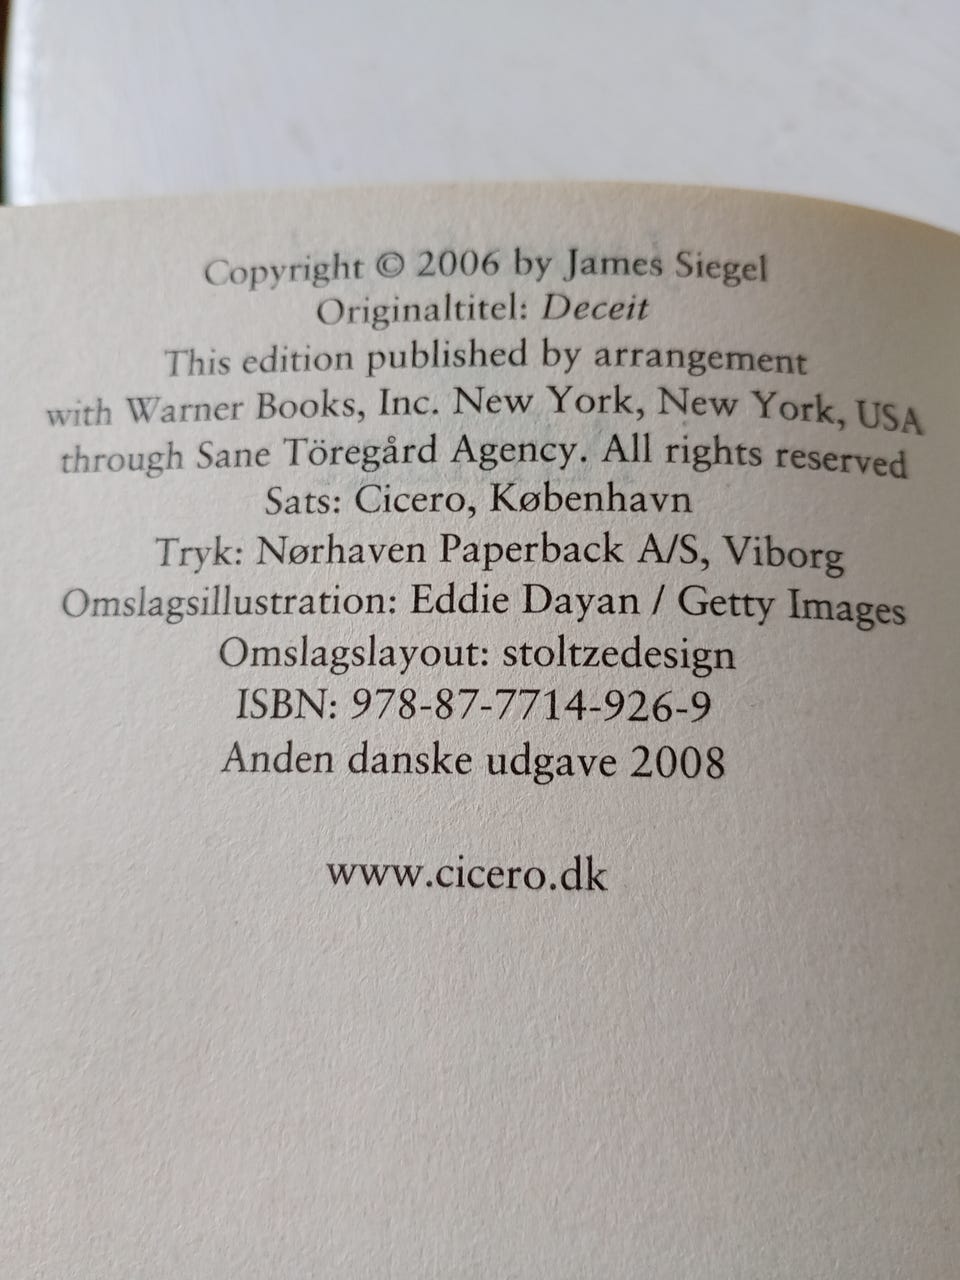 Copyright © 2006 by James Siegel
Originaltitel: Deceit
This edition published by arrangement
with Warner Books, Inc. New York, New York, USA
through Sane Töregård Agency. All rights reserved
Sats: Cicero, København
Tryk: Nørhaven Paperback A/S, Viborg
Omslagsillustration: Eddie Dayan / Getty Images
Omslagslayout: stoltzedesign
ISBN: 978-87-7714-926-9
Anden danske udgave 2008
www.cicero.dk